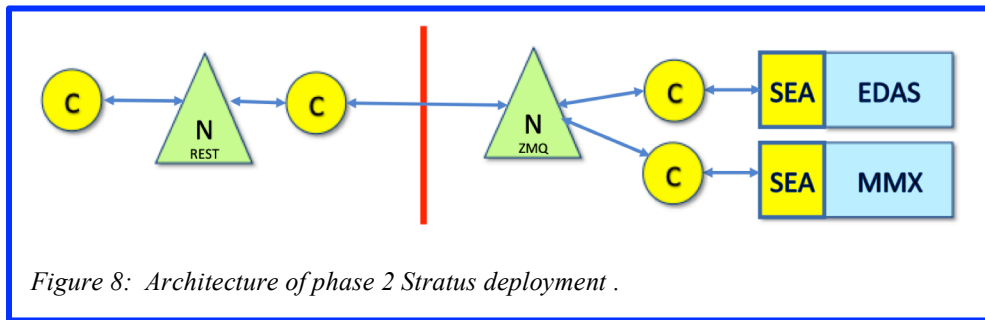 C
N
REST
C
N
ZMQ
C
SEA EDAS
C
SEA MMX
Figure 8: Architecture of phase 2 Stratus deployment .